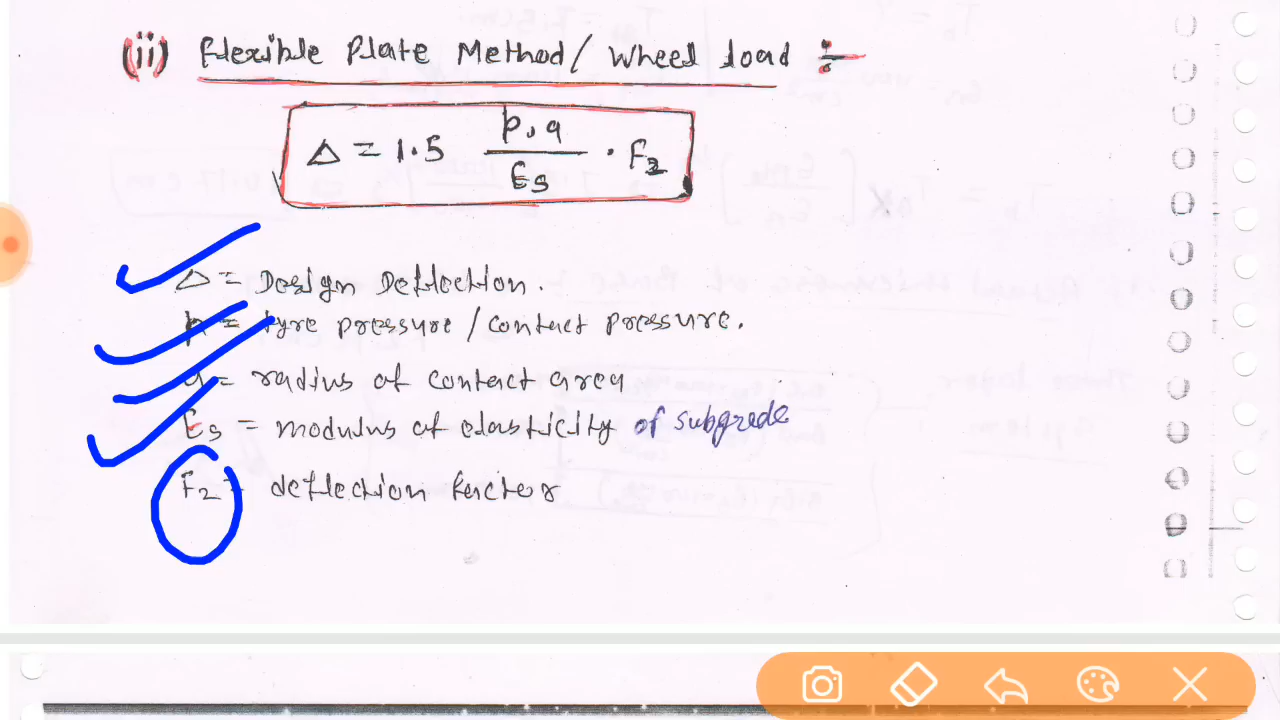 (ii) Flexible Plate Method/ Wheel load :-
Δ = 1.5 p.a / Es . F2
Δ = Design Deflection.
p = tyre pressure / contact pressure.
a = radius of contact area
Es = modulus of elasticity of subgrade
F2 = deflection factor